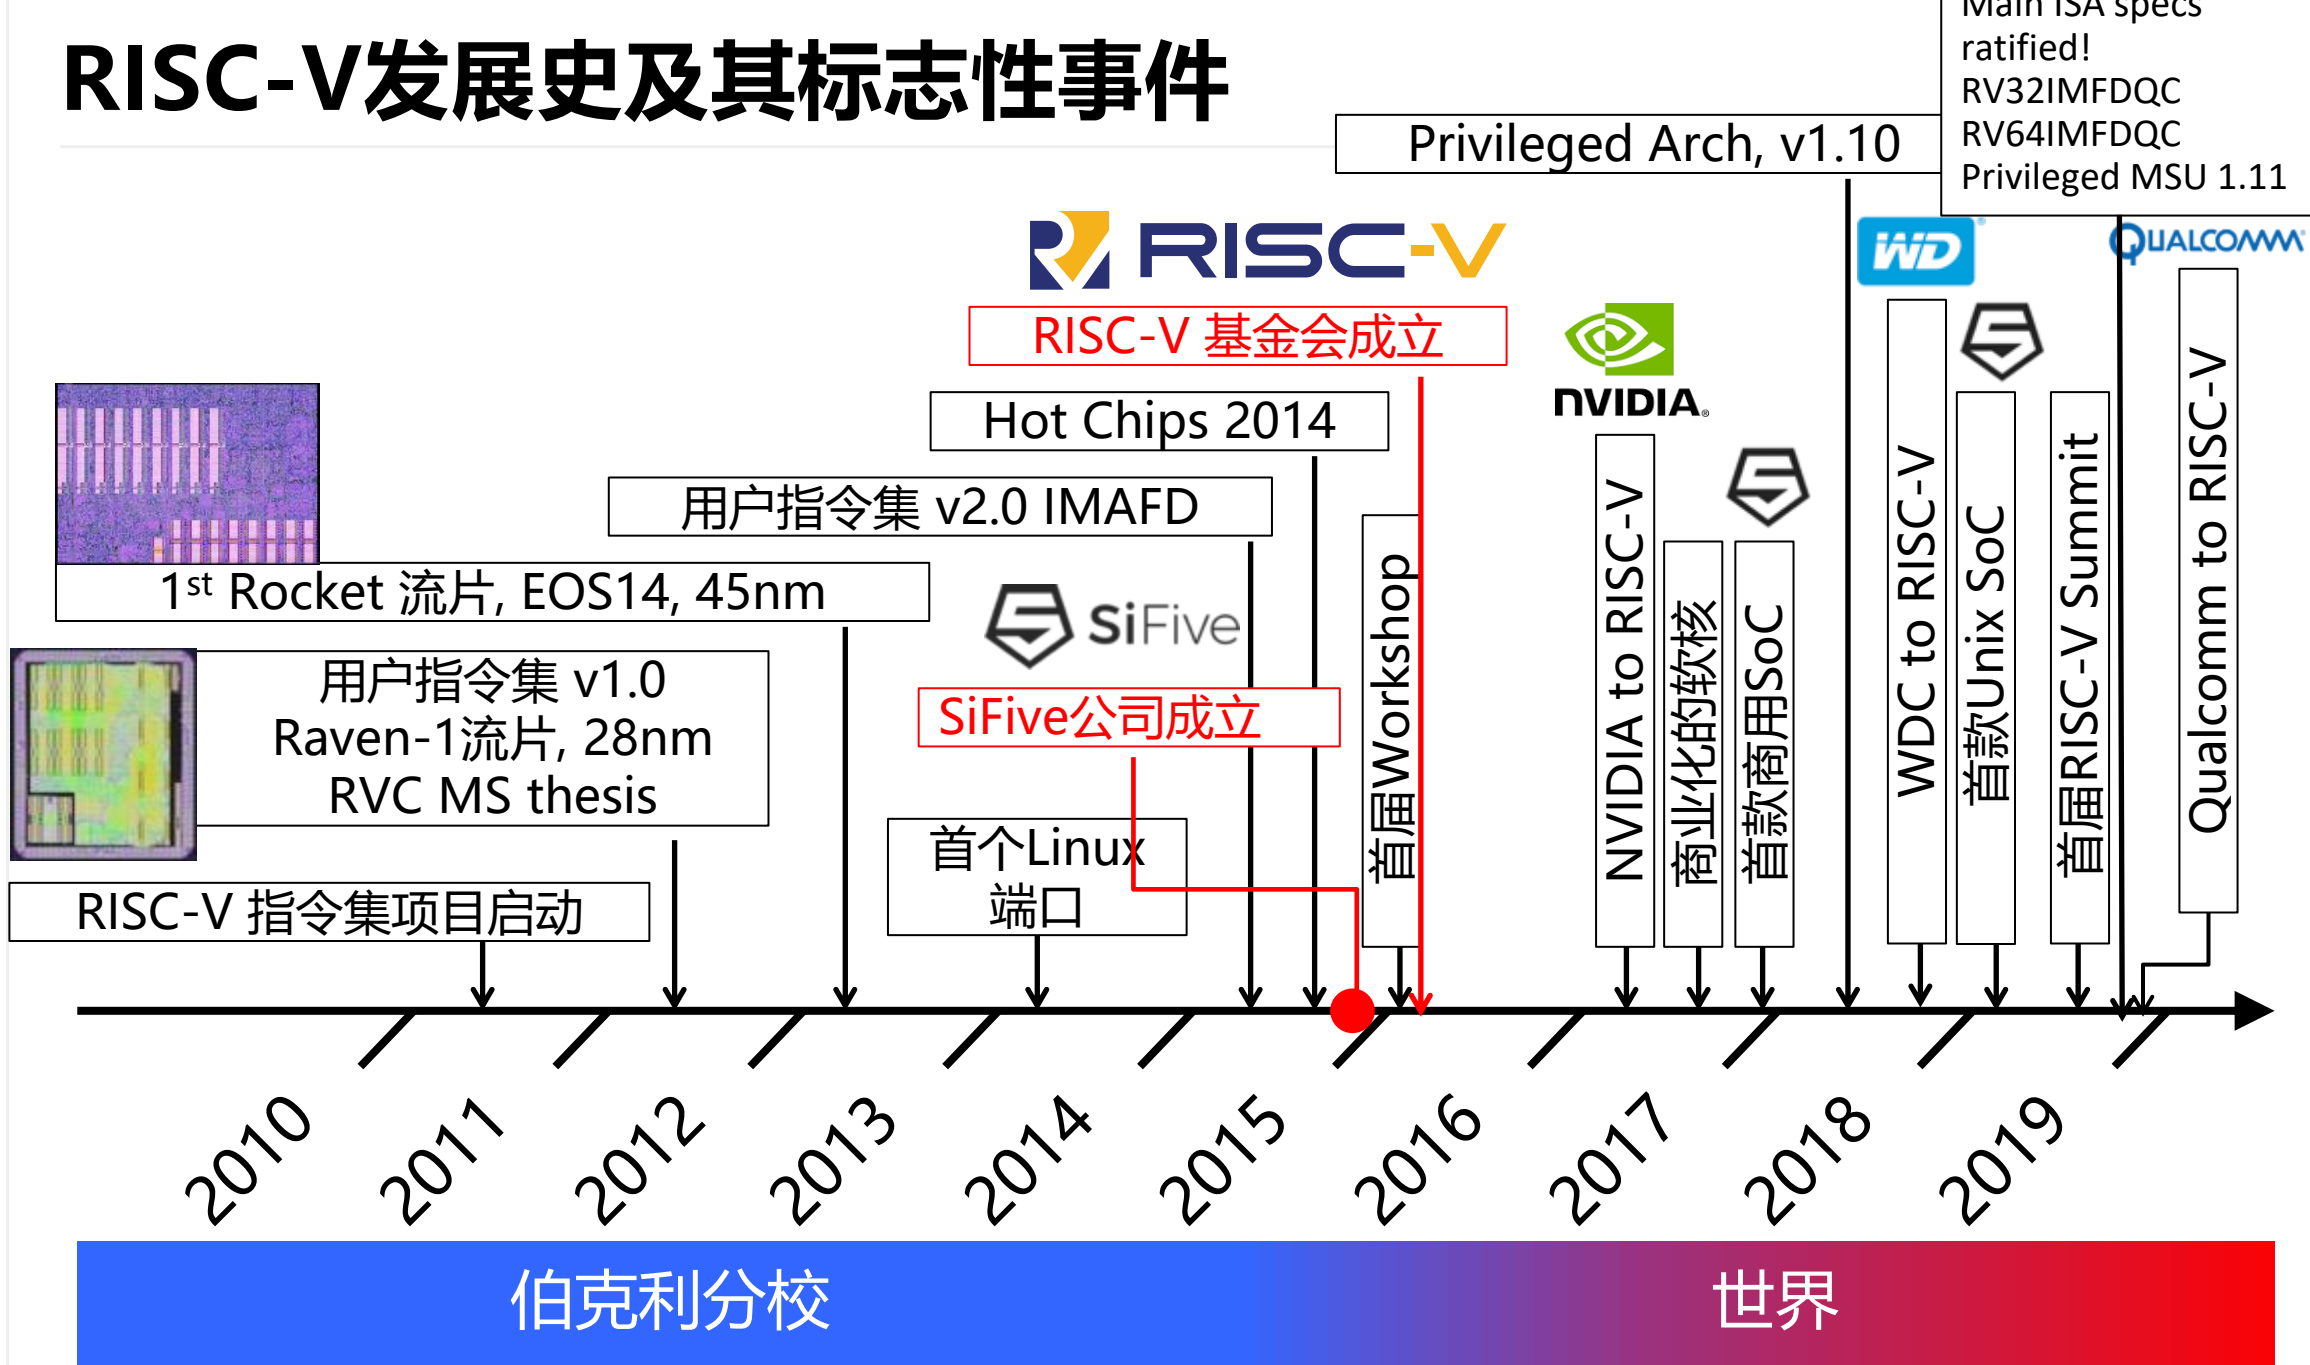 RISC-V发展史及其标志性事件
Main ISA specs
ratified!
RV32IMFDQC
RV64IMFDQC
Privileged MSU 1.11
Privileged Arch, v1.10
RISC-V
WD
QUALCOMM
RISC-V 基金会成立
NVIDIA
Hot Chips 2014
用户指令集 v2.0 IMAFD
1st Rocket 流片, EOS14, 45nm
SiFive
用户指令集 v1.0
Raven-1流片, 28nm
RVC MS thesis
SiFive公司成立
首个Linux
端口
RISC-V 指令集项目启动
首届Workshop
NVIDIA to RISC-V
商业化的软核
首款商用SoC
WDC to RISC-V
首款Unix SoC
首届RISC-V Summit
Qualcomm to RISC-V
2010
2011
2012
2013
2014
2015
2016
2017
2018
2019
伯克利分校
世界